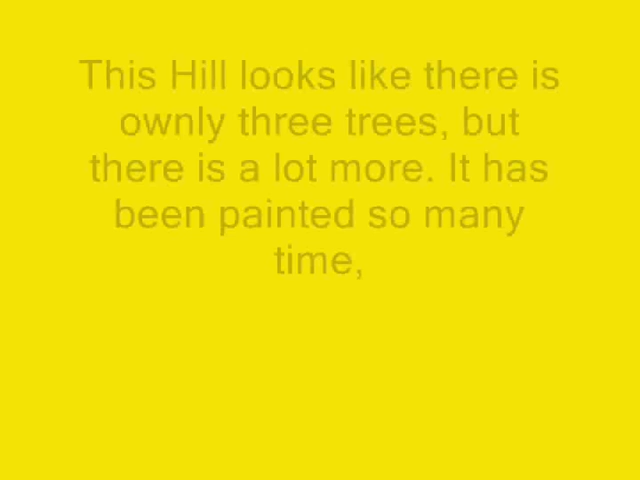 This Hill looks like there is
ownly three trees, but
there is a lot more. It has
been painted so many
time,